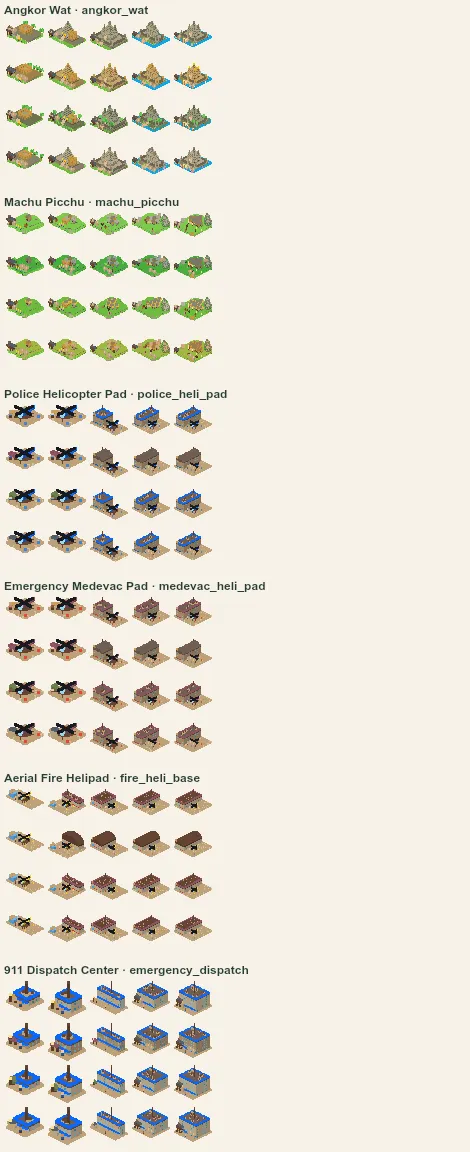 Angkor Wat · angkor_wat
Machu Picchu · machu_picchu
Police Helicopter Pad · police_heli_pad
Emergency Medevac Pad · medevac_heli_pad
Aerial Fire Helipad · fire_heli_base
911 Dispatch Center · emergency_dispatch